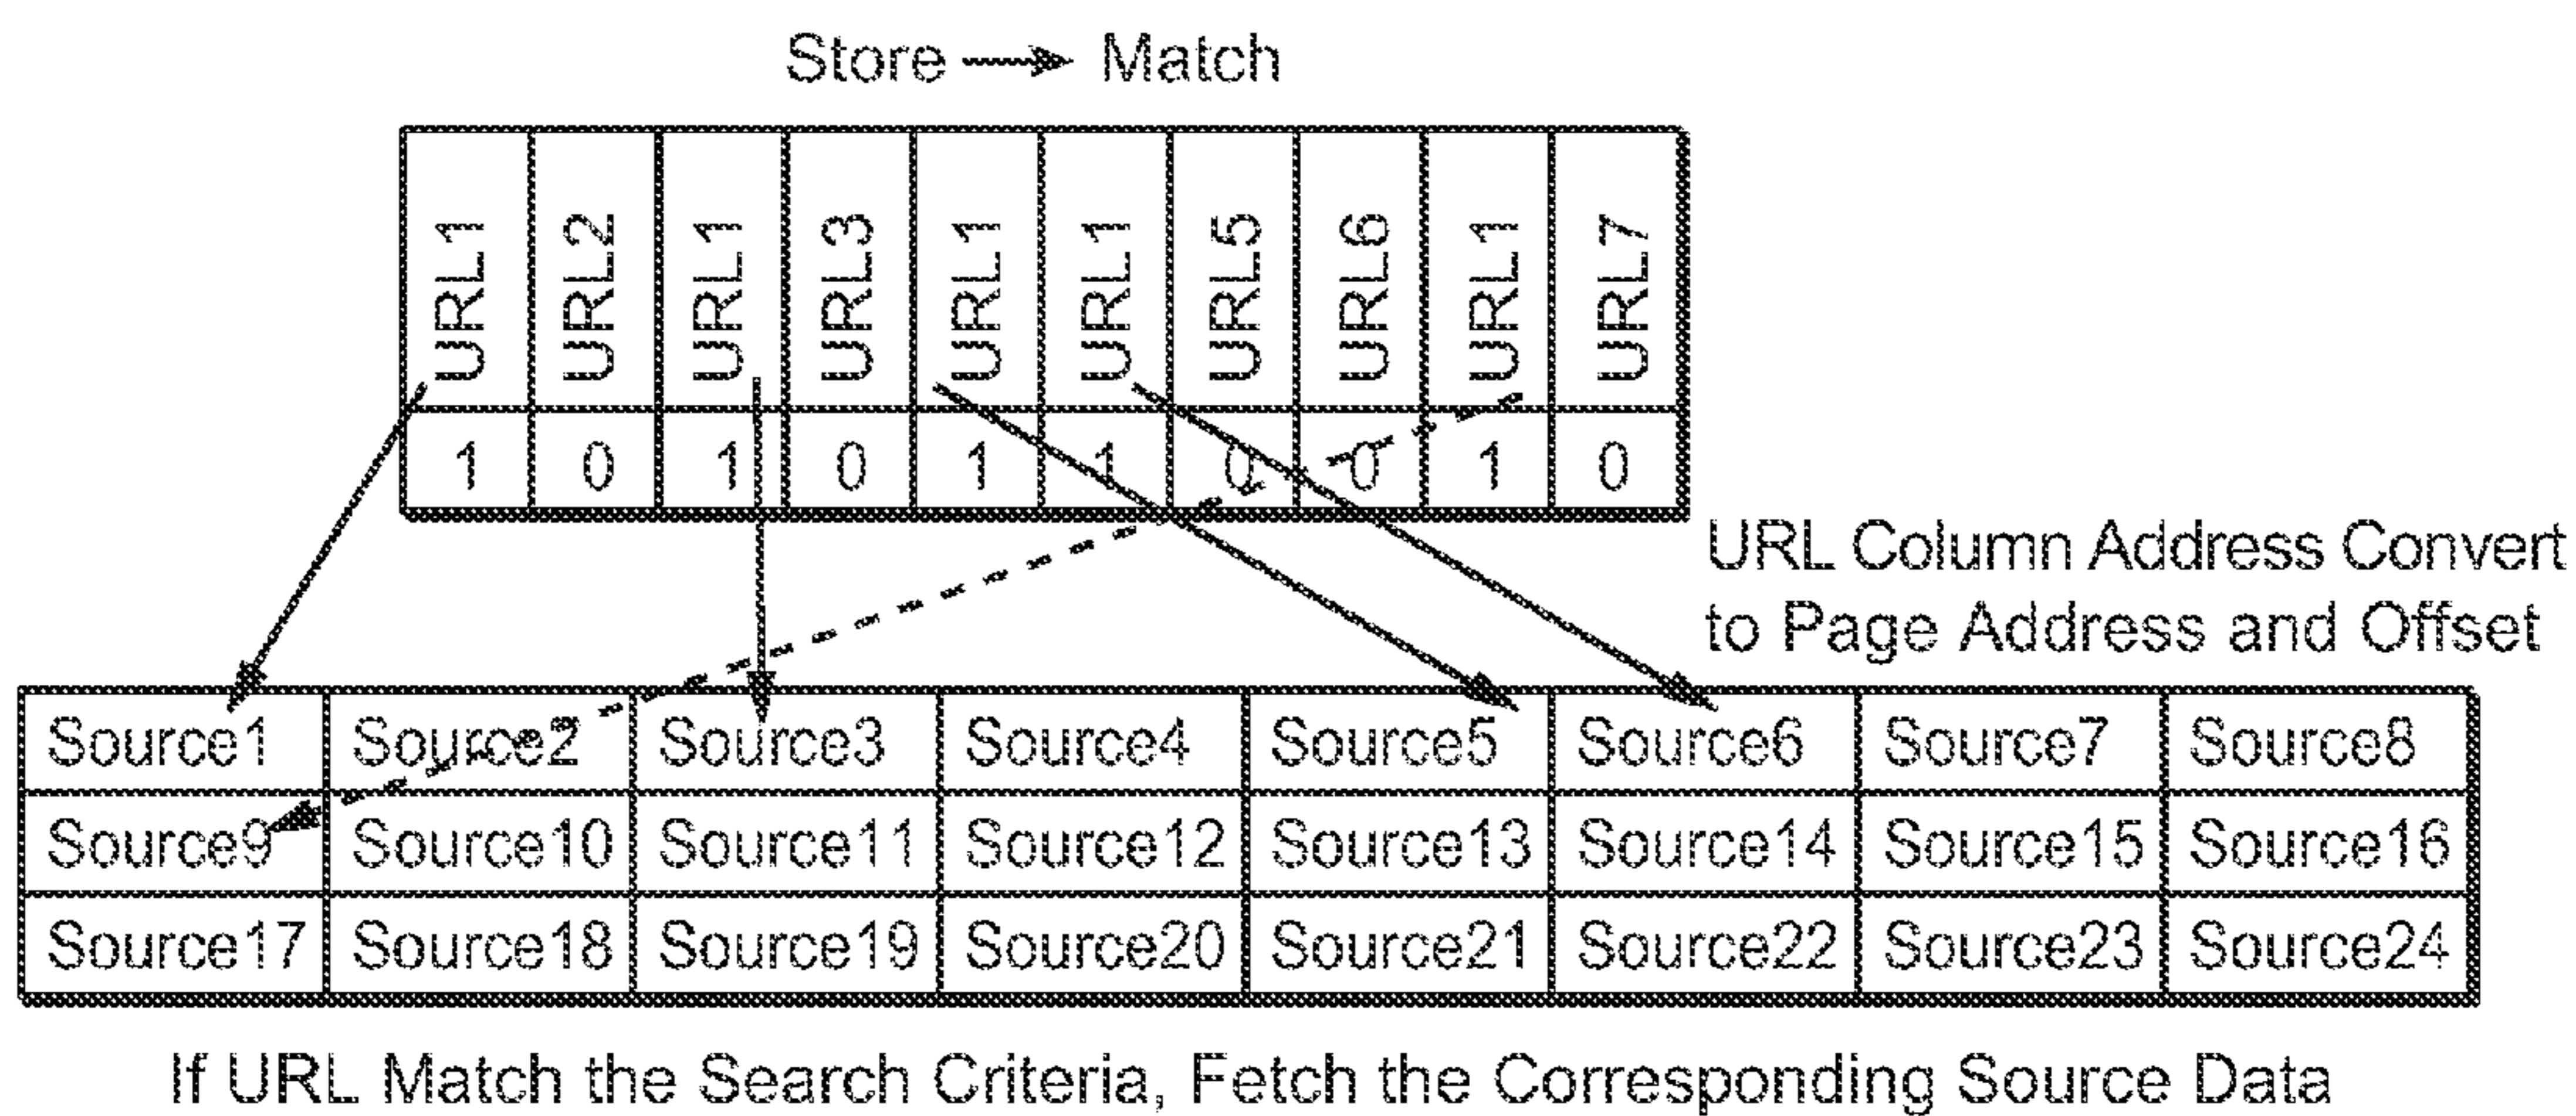 Store → Match
URL1 URL2 URL1 URL3 URL1 URL1 URL5 URL6 URL1 URL7
1 0 1 0 1 1 0 0 1 0
URL Column Address Convert
to Page Address and Offset
Source1 Source2 Source3 Source4 Source5 Source6 Source7 Source8
Source9 Source10 Source11 Source12 Source13 Source14 Source15 Source16
Source17 Source18 Source19 Source20 Source21 Source22 Source23 Source24
If URL Match the Search Criteria, Fetch the Corresponding Source Data